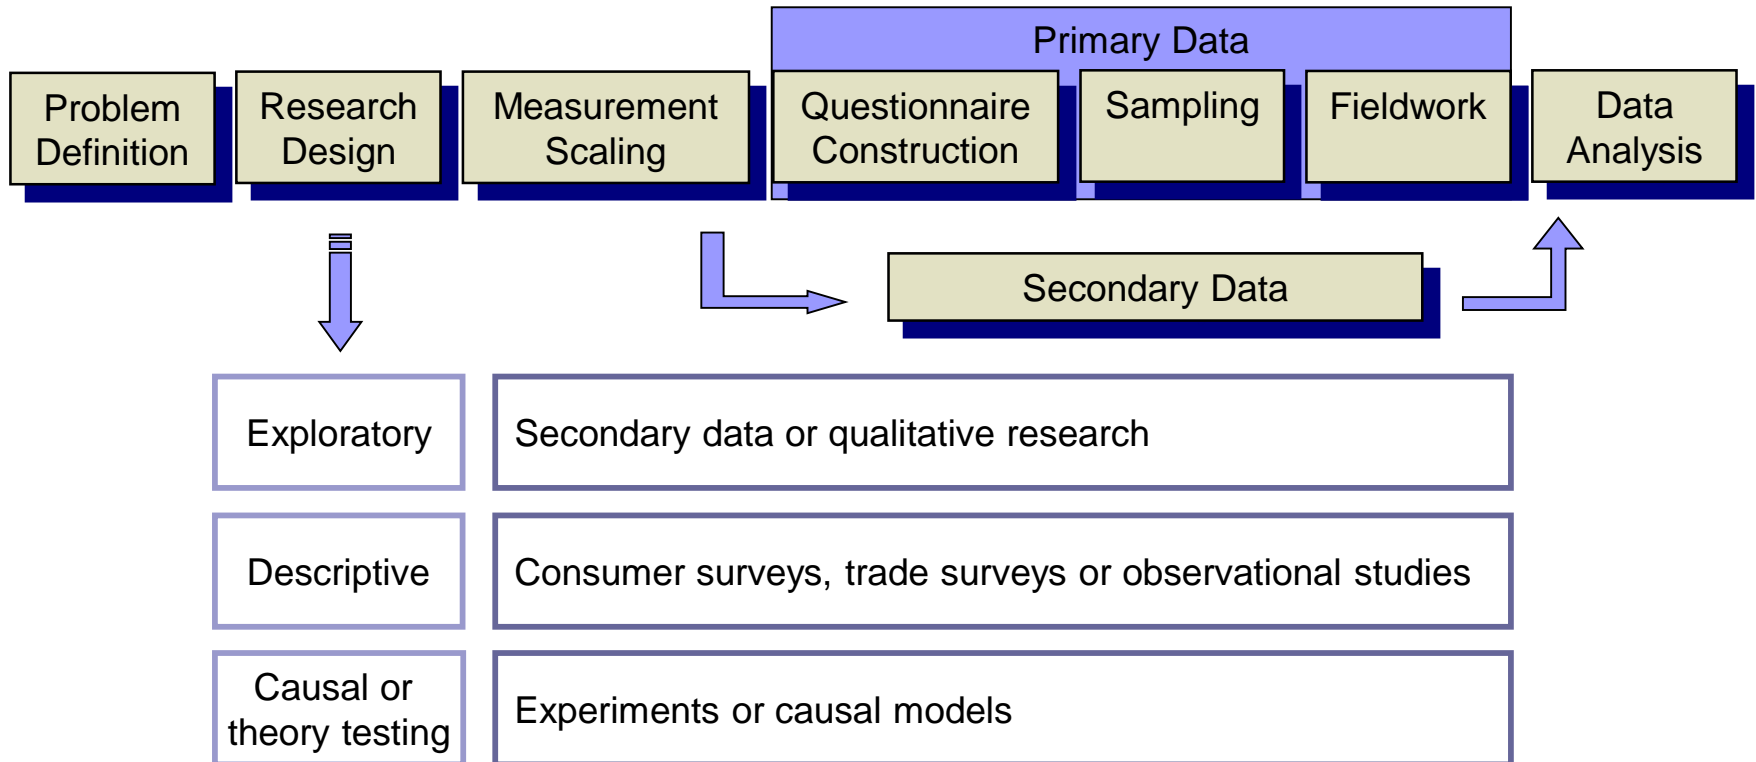 Primary Data
Problem
Definition
Research
Design
Measurement
Scaling
Questionnaire
Construction
Sampling
Fieldwork
Data
Analysis
Secondary Data
Exploratory
Secondary data or qualitative research
Descriptive
Consumer surveys, trade surveys or observational studies
Causal or
theory testing
Experiments or causal models